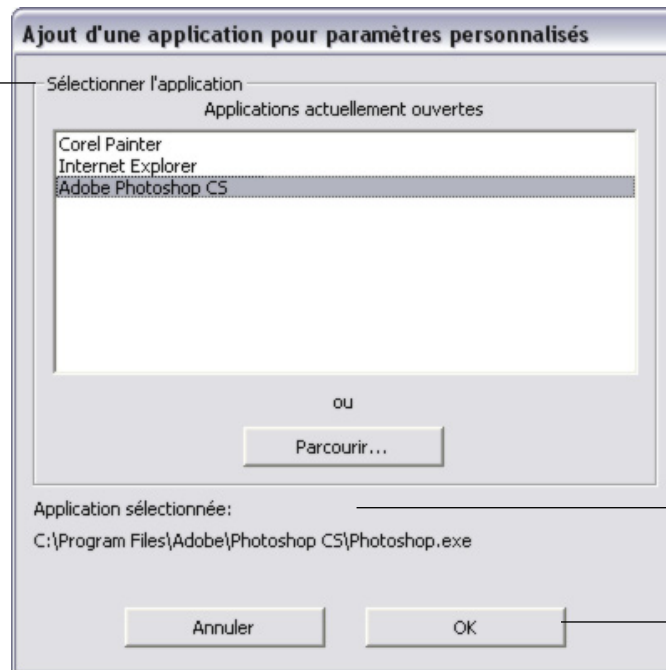 Ajout d'une application pour paramètres personnalisés
Sélectionner l'application
Applications actuellement ouvertes
Corel Painter
Internet Explorer
Adobe Photoshop CS
ou
Parcourir...
Application sélectionnée:
C:\Program Files\Adobe\Photoshop CS\Photoshop.exe
Annuler
OK